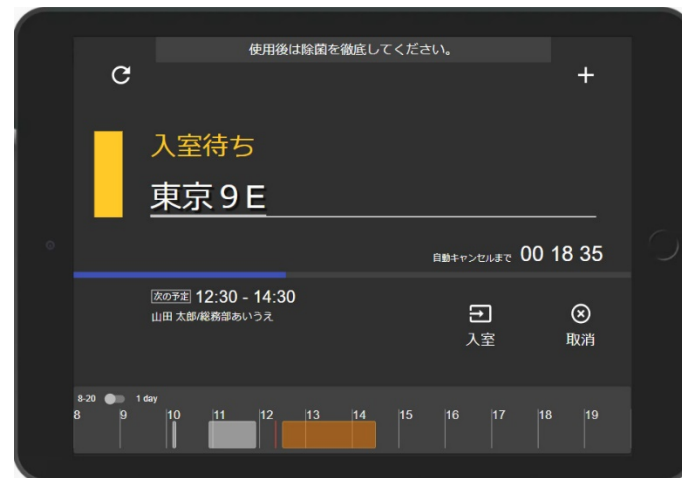 使用後は除菌を徹底してください。
入室待ち
東京9E
自動キャンセルまで 00 18 35
次の予定 12:30 - 14:30
山田 太郎/総務部あいうえ
入室 取消
8-20 1 day
8 9 10 11 12 13 14 15 16 17 18 19